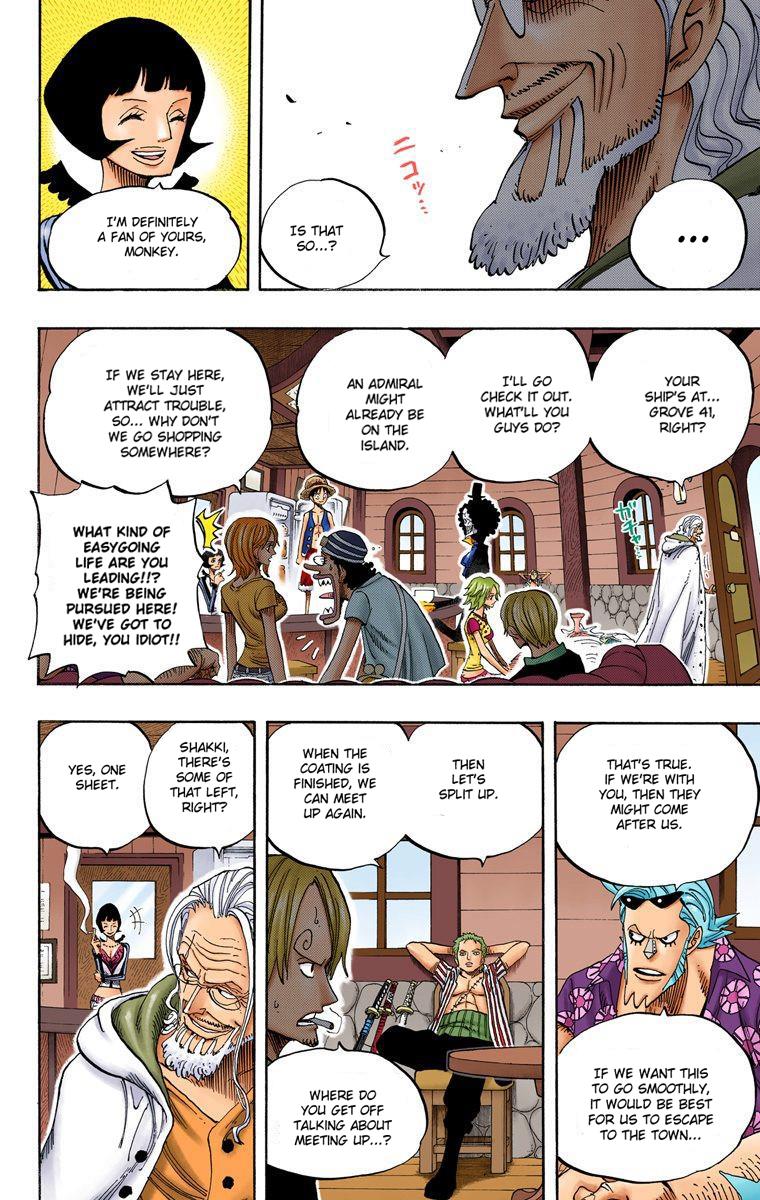 ...
ニコッ…
IS THAT
SO...?
I'M DEFINITELY
A FAN OF YOURS,
MONKEY.
YOUR
SHIP'S AT...
GROVE 41,
RIGHT?
ガチャ…
I'LL GO
CHECK IT OUT.
WHAT'LL YOU
GUYS DO?
AN ADMIRAL
MIGHT
ALREADY BE
ON THE
ISLAND.
IF WE STAY HERE,
WE'LL JUST
ATTRACT TROUBLE,
SO... WHY DON'T
WE GO SHOPPING
SOMEWHERE?
WHAT KIND OF
EASYGOING
LIFE ARE YOU
LEADING!!?
WE'RE BEING
PURSUED HERE!
WE'VE GOT TO
HIDE, YOU IDIOT!!
THAT'S TRUE.
IF WE'RE WITH
YOU, THEN THEY
MIGHT COME
AFTER US.
IF WE WANT THIS
TO GO SMOOTHLY,
IT WOULD BE BEST
FOR US TO ESCAPE
TO THE TOWN...
THEN
LET'S
SPLIT UP.
WHEN THE
COATING IS
FINISHED, WE
CAN MEET
UP AGAIN.
WHERE DO
YOU GET OFF
TALKING ABOUT
MEETING UP...?
SHAKKI,
THERE'S
SOME OF
THAT LEFT,
RIGHT?
YES, ONE
SHEET.